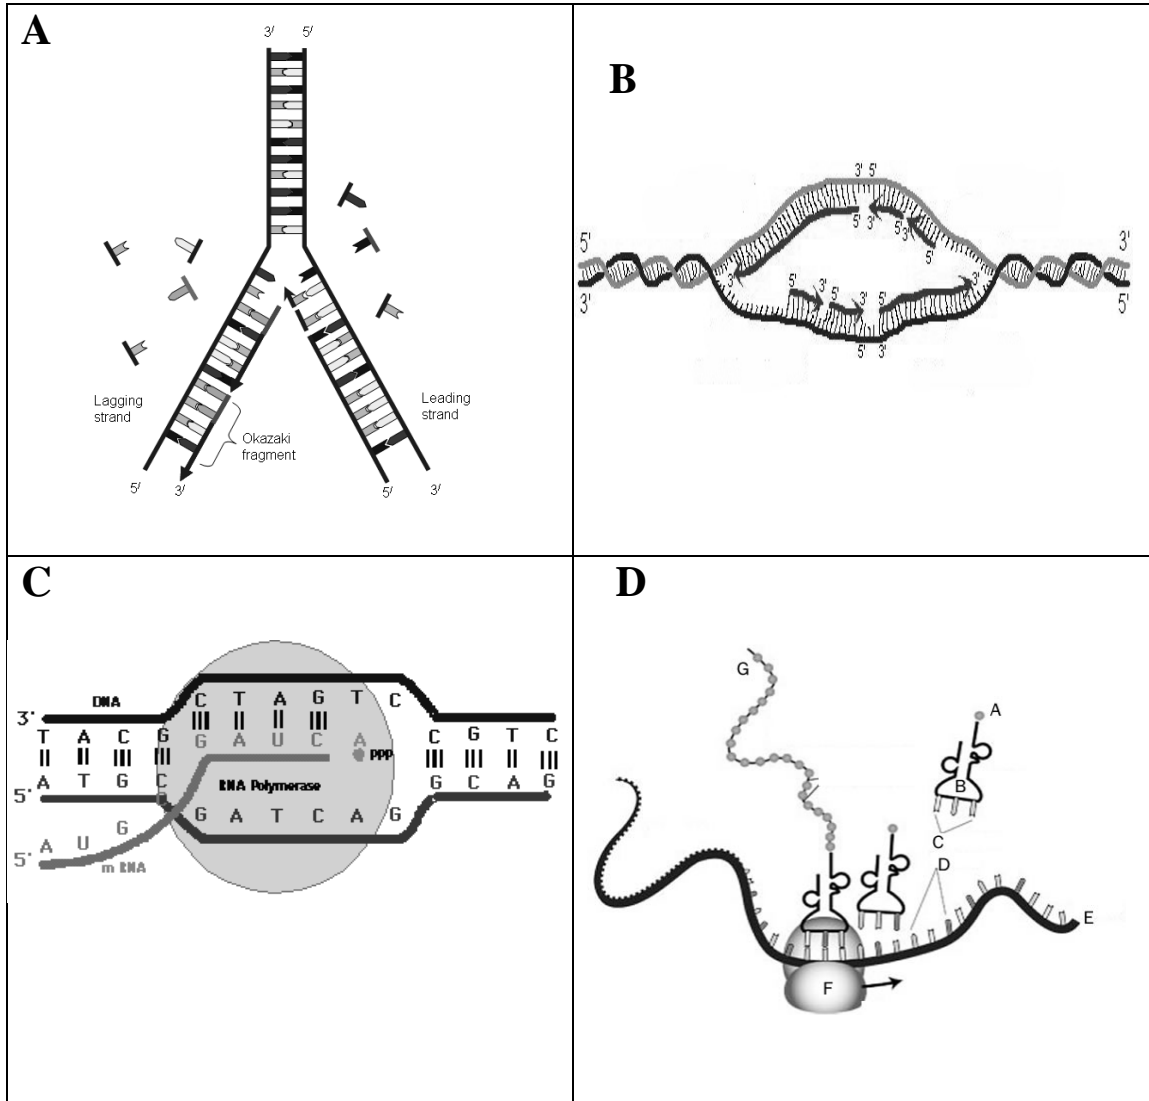 A
3/ 5/
Lagging
strand
Leading
strand
Okazaki
fragment
5/ 3/ 5/ 3/
B
3' 5'
5' 3'
5' 3'
5'
5' 3'
3' 5'
3' 3'
5' 3' 5' 3' 5' 3'
5' 3'
C
DNA
C T A G T C
3'
T A C G G A U C A ppp C G T C
RNA Polymerase
A T G C G C A G
5'
G A T C A G
A U G
5'
m RNA
D
G
A
B
C
D
E
F